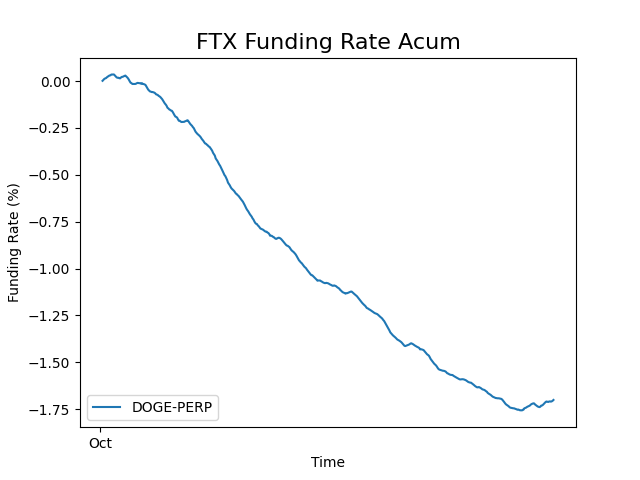 FTX Funding Rate Acum
Funding Rate (%)
0.00
−0.25
−0.50
−0.75
−1.00
−1.25
−1.50
−1.75
DOGE-PERP
Oct
Time